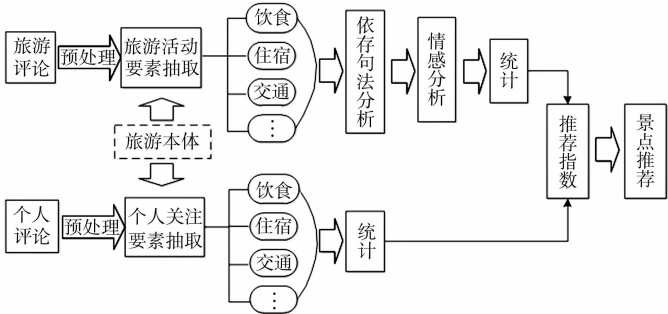 旅游
评论
预处理
旅游活动
要素抽取
饮食
住宿
交通
⋮
依存句法分析
情感分析
统计
推荐指数
景点推荐
旅游本体
个人
评论
预处理
个人关注
要素抽取
饮食
住宿
交通
⋮
统计